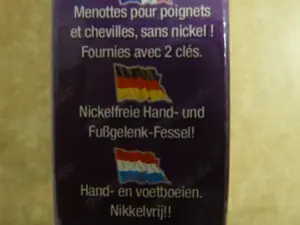 Menottes pour poignets
et chevilles, sans nickel !
Fournies avec 2 clés.
Nickelfreie Hand- und
Fußgelenk-Fessel!
Hand- en voetboeien.
Nikkelvrij!!